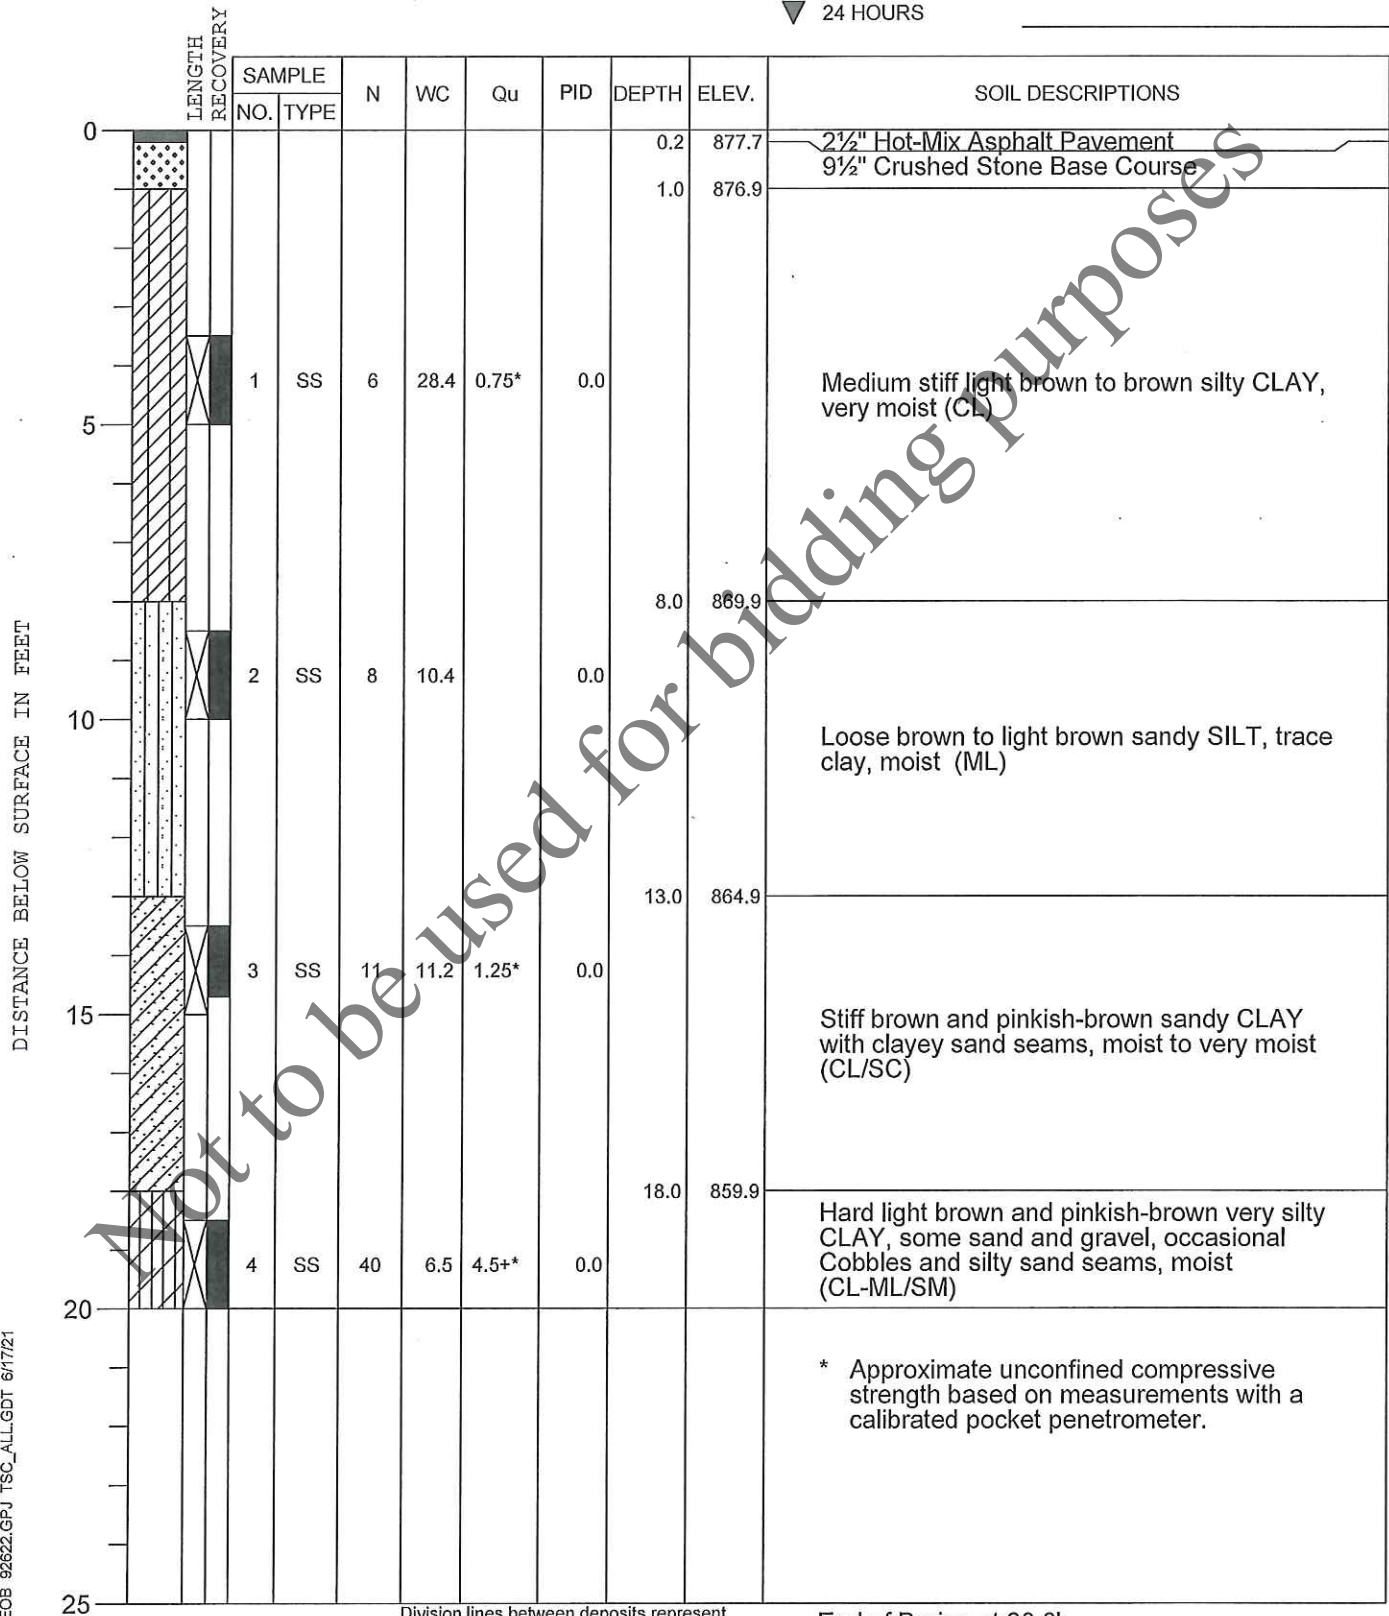 24 HOURS
LENGTH
RECOVERY
SAMPLE
NO. TYPE N WC Qu PID DEPTH ELEV. SOIL DESCRIPTIONS
0
0.2 877.7 2½" Hot-Mix Asphalt Pavement
9½" Crushed Stone Base Course
1.0 876.9
1 SS 6 28.4 0.75* 0.0 Medium stiff light brown to brown silty CLAY,
very moist (CL)
5
8.0 869.9
2 SS 8 10.4 0.0
10
Loose brown to light brown sandy SILT, trace
clay, moist (ML)
13.0 864.9
3 SS 11 11.2 1.25* 0.0
15
Stiff brown and pinkish-brown sandy CLAY
with clayey sand seams, moist to very moist
(CL/SC)
18.0 859.9
Hard light brown and pinkish-brown very silty
CLAY, some sand and gravel, occasional
4 SS 40 6.5 4.5+* 0.0 Cobbles and silty sand seams, moist
(CL-ML/SM)
20
* Approximate unconfined compressive
strength based on measurements with a
calibrated pocket penetrometer.
25
Division lines between deposits represent
DISTANCE BELOW SURFACE IN FEET
EOB 92622.GPJ TSC_ALL.GDT 6/17/21
Not to be used for bidding purposes